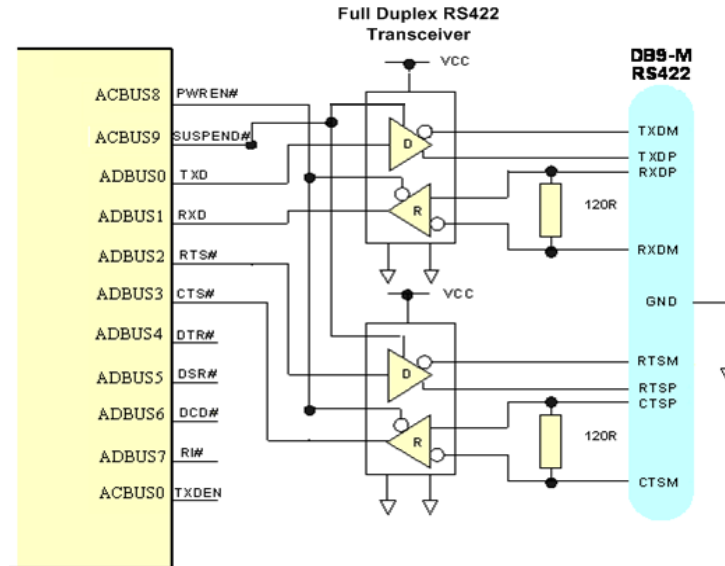 Full Duplex RS422
Transceiver
VCC
DB9-M
RS422
ACBUS8 PWREN#
ACBUS9 SUSPEND#
ADBUS0 TXD
ADBUS1 RXD
ADBUS2 RTS#
ADBUS3 CTS#
ADBUS4 DTR#
ADBUS5 DSR#
ADBUS6 DCD#
ADBUS7 RI#
ACBUS0 TXDEN
D
R
120R
TXDM
TXDP
RXDP
RXDM
GND
VCC
D
R
120R
RTSM
RTSP
CTSP
CTSM